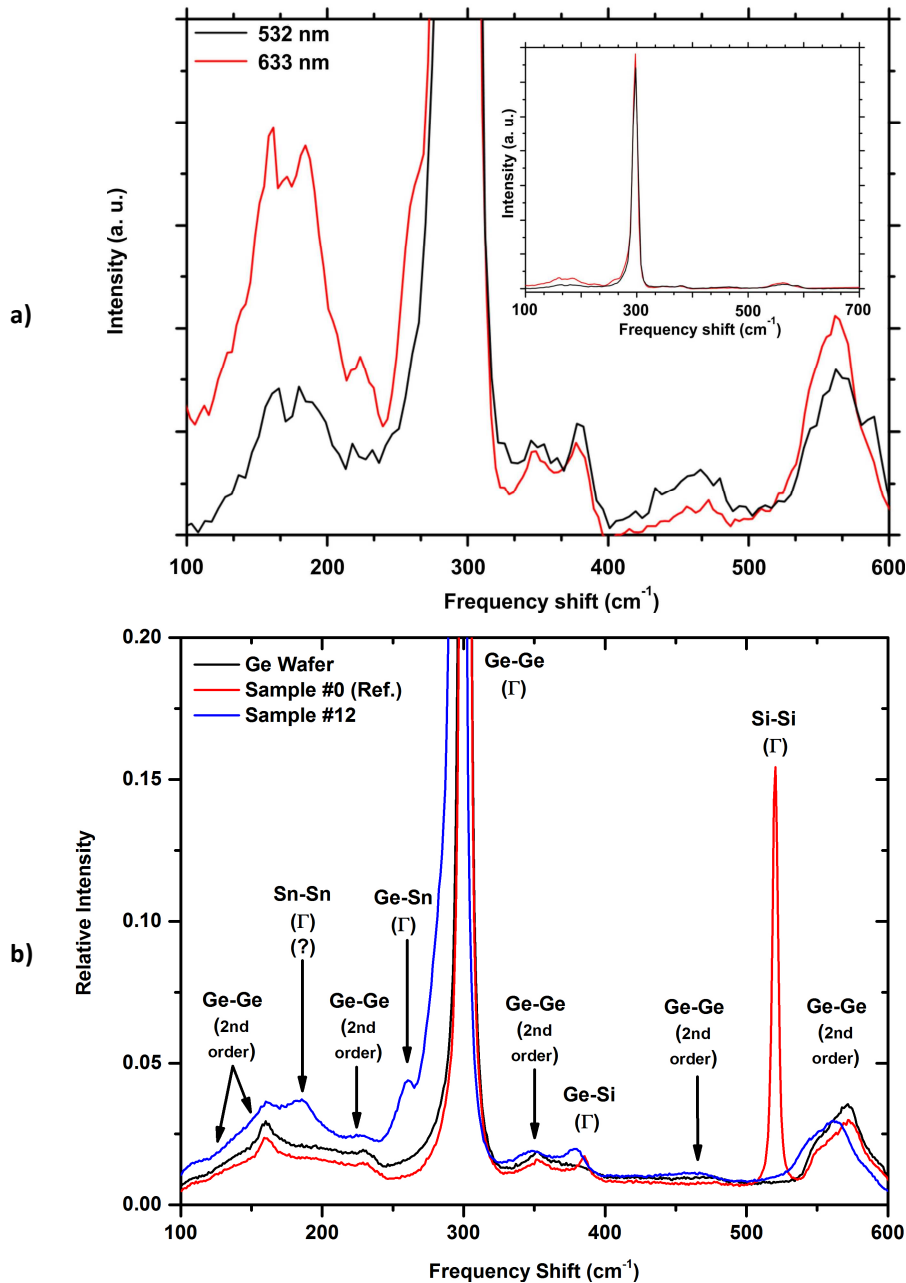 a)
532 nm
633 nm
Intensity (a. u.)
Intensity (a. u.)
100 300 500 700
Frequency shift (cm-1)
100 200 300 400 500 600
Frequency shift (cm-1)
b)
0.20
0.15
0.10
0.05
0.00
Relative Intensity
Ge Wafer
Sample #0 (Ref.)
Sample #12
Ge-Ge
(Γ)
Si-Si
(Γ)
Sn-Sn
(Γ)
(?)
Ge-Sn
(Γ)
Ge-Ge
(2nd
order)
Ge-Ge
(2nd
order)
Ge-Ge
(2nd
order)
Ge-Si
(Γ)
Ge-Ge
(2nd
order)
Ge-Ge
(2nd
order)
100 200 300 400 500 600
Frequency Shift (cm-1)